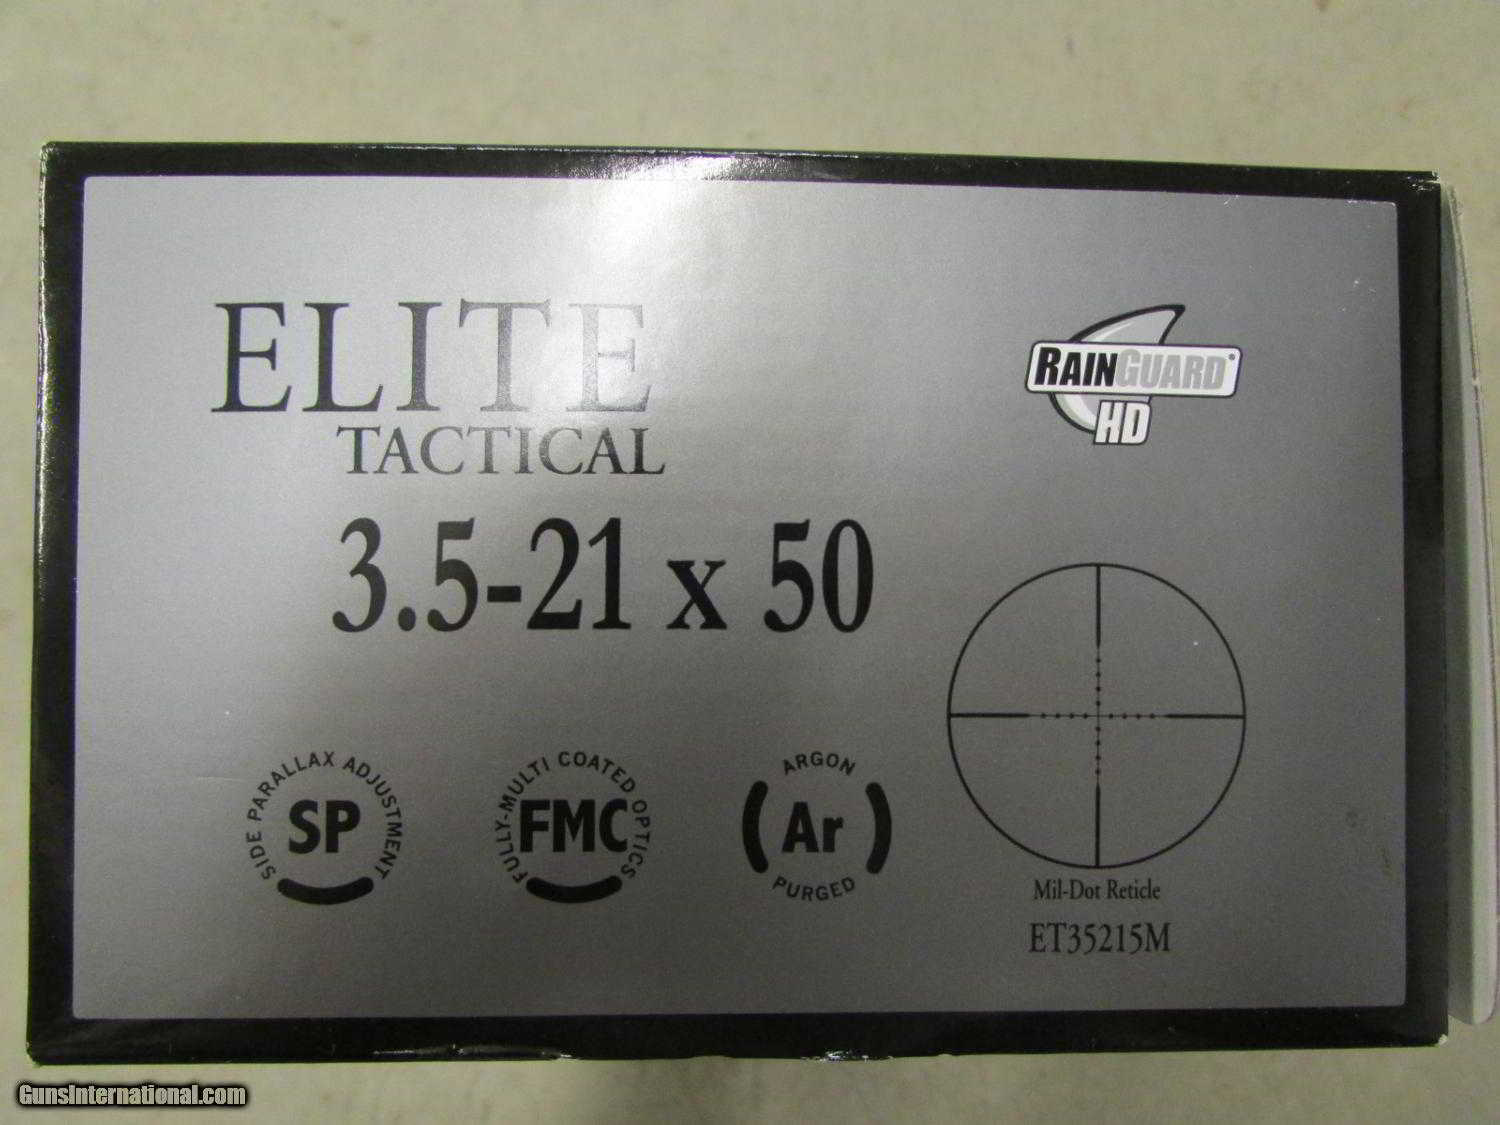 ELITE
TACTICAL
3.5-21 x 50
RAINGUARD®
HD
SIDE PARALLAX ADJUSTMENT
SP
FULLY-MULTI COATED OPTICS
FMC
ARGON
(Ar)
PURGED
Mil-Dot Reticle
ET35215M
GunsInternational.com